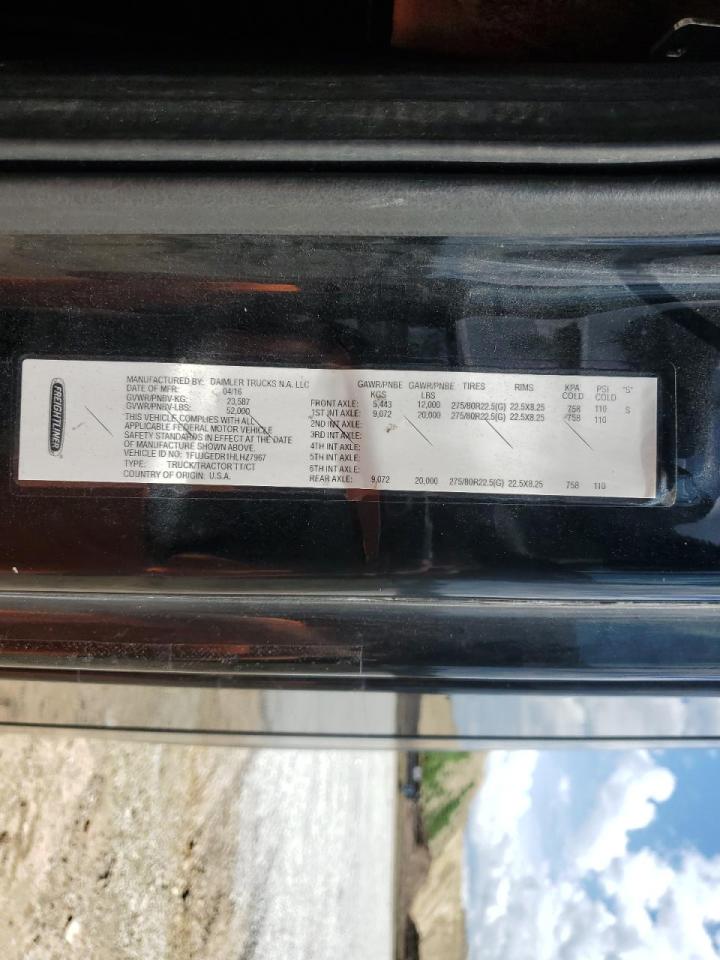 FREIGHTLINER
MANUFACTURED BY: DAIMLER TRUCKS N.A. LLC
DATE OF MFR: 04/16
GVWR/PNBV-KG: 23,587
GVWR/PNBV-LBS: 52,000
THIS VEHICLE COMPLIES WITH ALL
APPLICABLE FEDERAL MOTOR VEHICLE
SAFETY STANDARDS IN EFFECT AT THE DATE
OF MANUFACTURE SHOWN ABOVE.
VEHICLE ID NO: 1FUJGEDR1HLHZ7967
TYPE: TRUCK/TRACTOR TT/CT
COUNTRY OF ORIGIN: U.S.A.
GAWR/PNBE KGS GAWR/PNBE LBS TIRES RIMS KPA COLD PSI COLD "S"
FRONT AXLE: 5,443 12,000 275/80R22.5(G) 22.5X8.25 758 110 S
1ST INT AXLE: 9,072 20,000 275/80R22.5(G) 22.5X8.25 758 110
2ND INT AXLE:
3RD INT AXLE:
4TH INT AXLE:
5TH INT AXLE:
6TH INT AXLE:
REAR AXLE: 9,072 20,000 275/80R22.5(G) 22.5X8.25 758 110